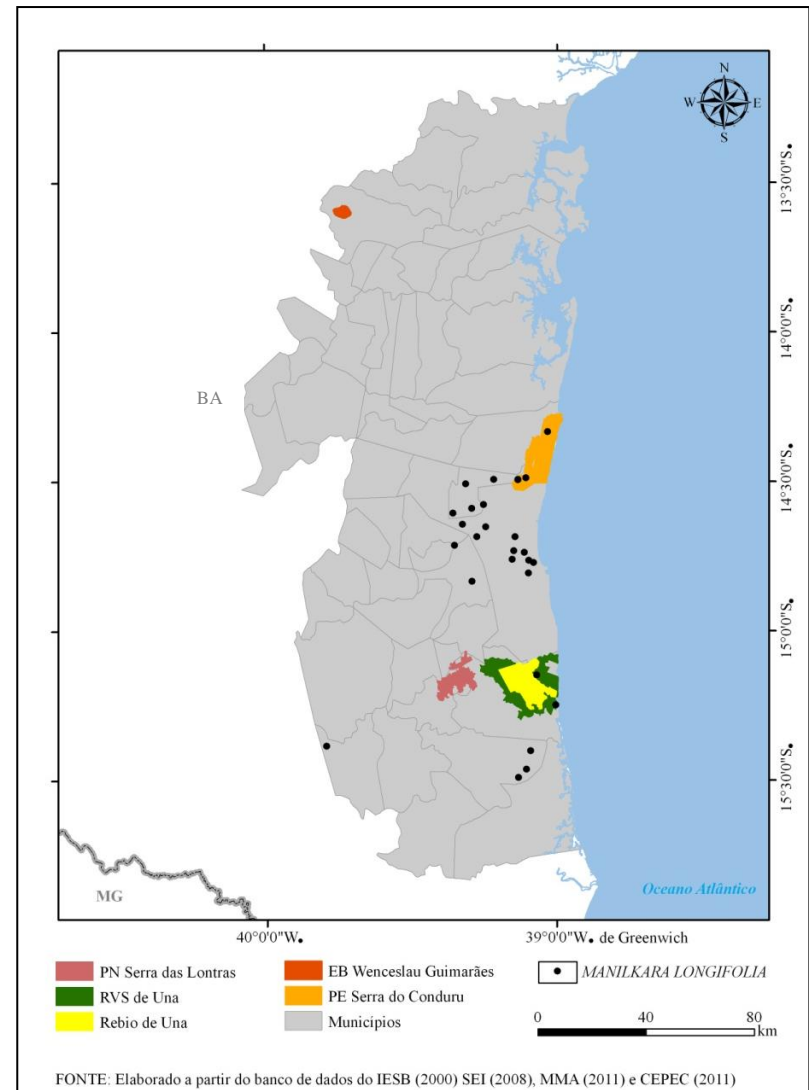 N
W E
S
13°30'0"S.
14°0'0"S.
BA
14°30'0"S.
15°0'0"S.
15°30'0"S.
MG
Oceano Atlântico
40°0'0"W. 39°0'0"W. de Greenwich
PN Serra das Lontras EB Wenceslau Guimarães MANILKARA LONGIFOLIA
RVS de Una PE Serra do Conduru
Rebio de Una Municípios
0 40 80
km
FONTE: Elaborado a partir do banco de dados do IESB (2000) SEI (2008), MMA (2011) e CEPEC (2011)